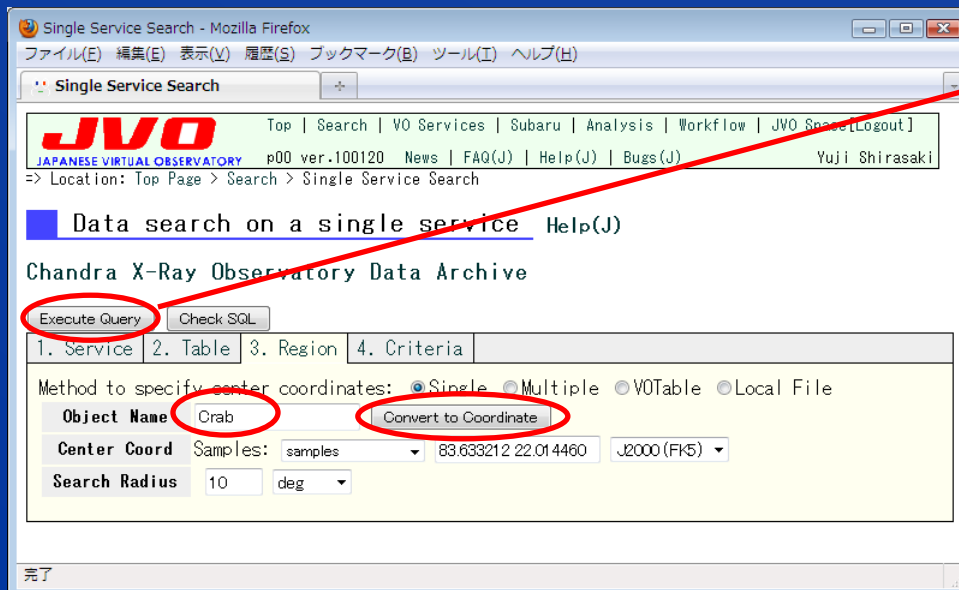 Single Service Search - Mozilla Firefox
ファイル(F) 編集(E) 表示(V) 履歴(S) ブックマーク(B) ツール(T) ヘルプ(H)
Single Service Search
JVO
JAPANESE VIRTUAL OBSERVATORY
Top | Search | VO Services | Subaru | Analysis | Workflow | JVO Space[Logout]
p00 ver.100120 News | FAQ(J) | Help(J) | Bugs(J) Yuji Shirasaki
=> Location: Top Page > Search > Single Service Search
Data search on a single service Help(J)
Chandra X-Ray Observatory Data Archive
Execute Query Check SQL
1. Service 2. Table 3. Region 4. Criteria
Method to specify center coordinates: Single Multiple VOTable Local File
Object Name Crab Convert to Coordinate
Center Coord Samples: samples 83.633212 22.014460 J2000(FK5)
Search Radius 10 deg
完了